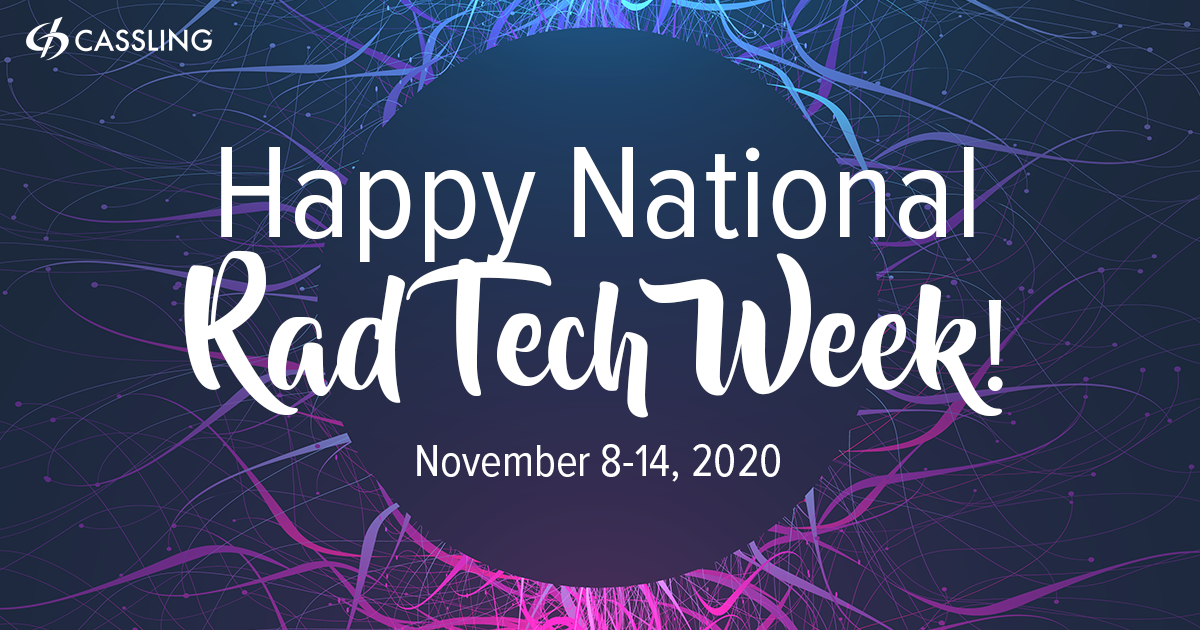 CASSLING
Happy National
Rad Tech Week!
November 8-14, 2020